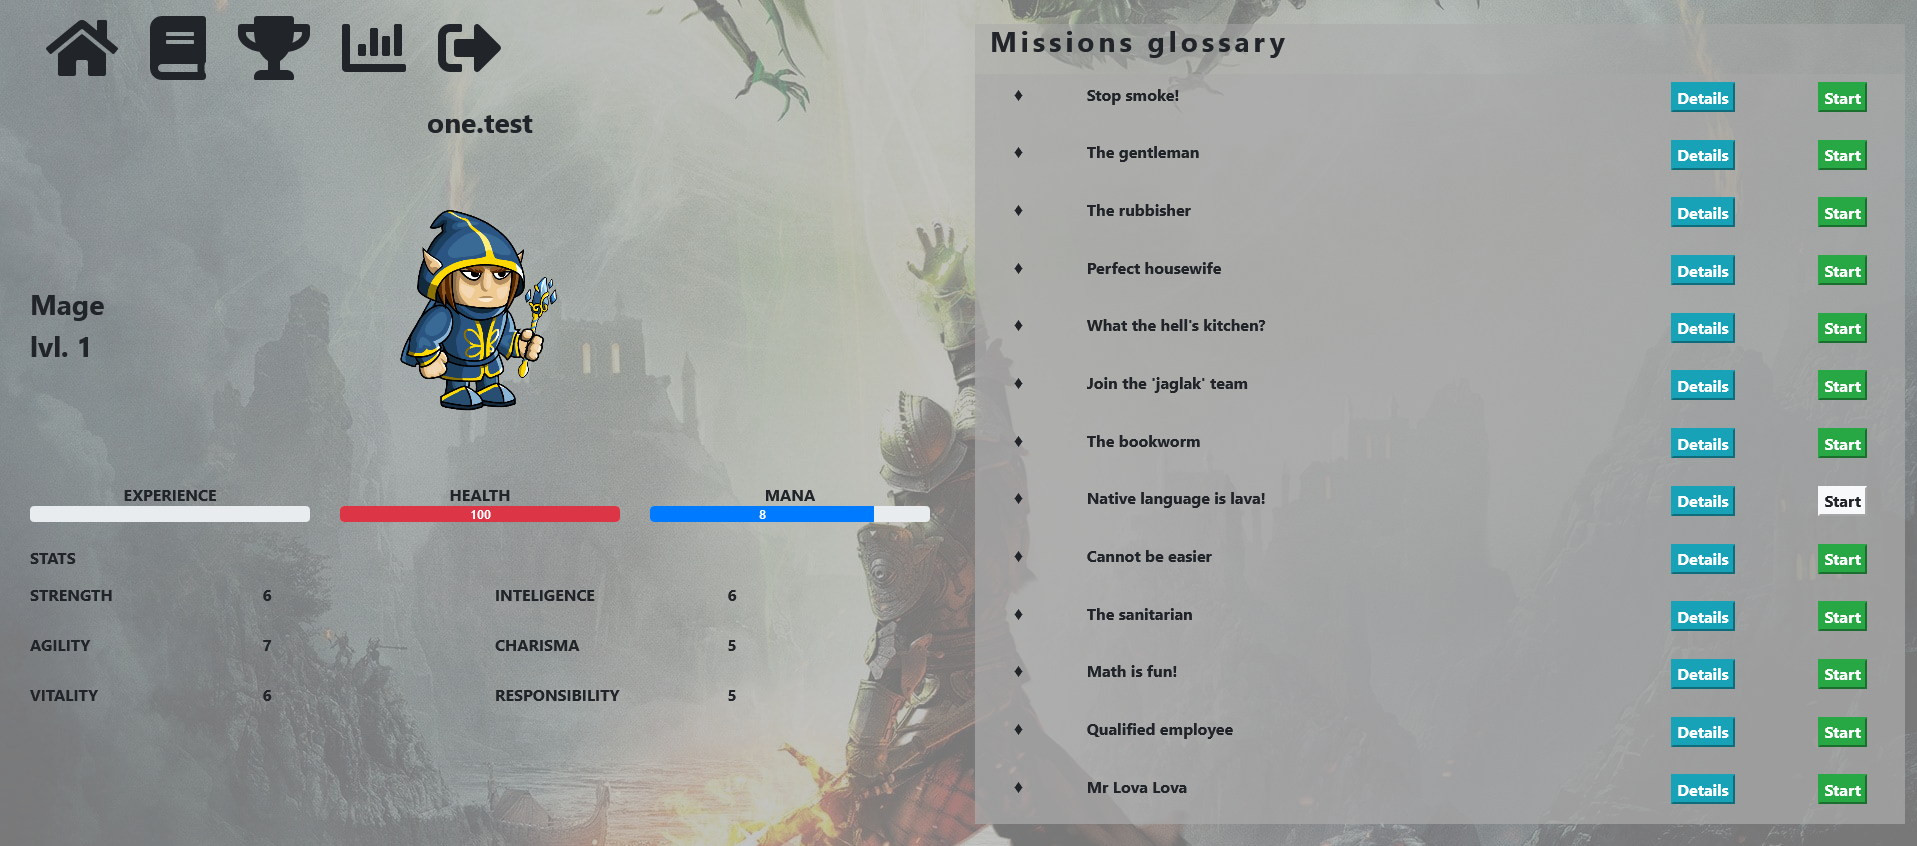 one.test
Mage
lvl. 1
EXPERIENCE HEALTH MANA
100 8
STATS
STRENGTH 6 INTELIGENCE 6
AGILITY 7 CHARISMA 5
VITALITY 6 RESPONSIBILITY 5
Missions glossary
♦ Stop smoke! Details Start
♦ The gentleman Details Start
♦ The rubbisher Details Start
♦ Perfect housewife Details Start
♦ What the hell's kitchen? Details Start
♦ Join the 'jaglak' team Details Start
♦ The bookworm Details Start
♦ Native language is lava! Details Start
♦ Cannot be easier Details Start
♦ The sanitarian Details Start
♦ Math is fun! Details Start
♦ Qualified employee Details Start
♦ Mr Lova Lova Details Start